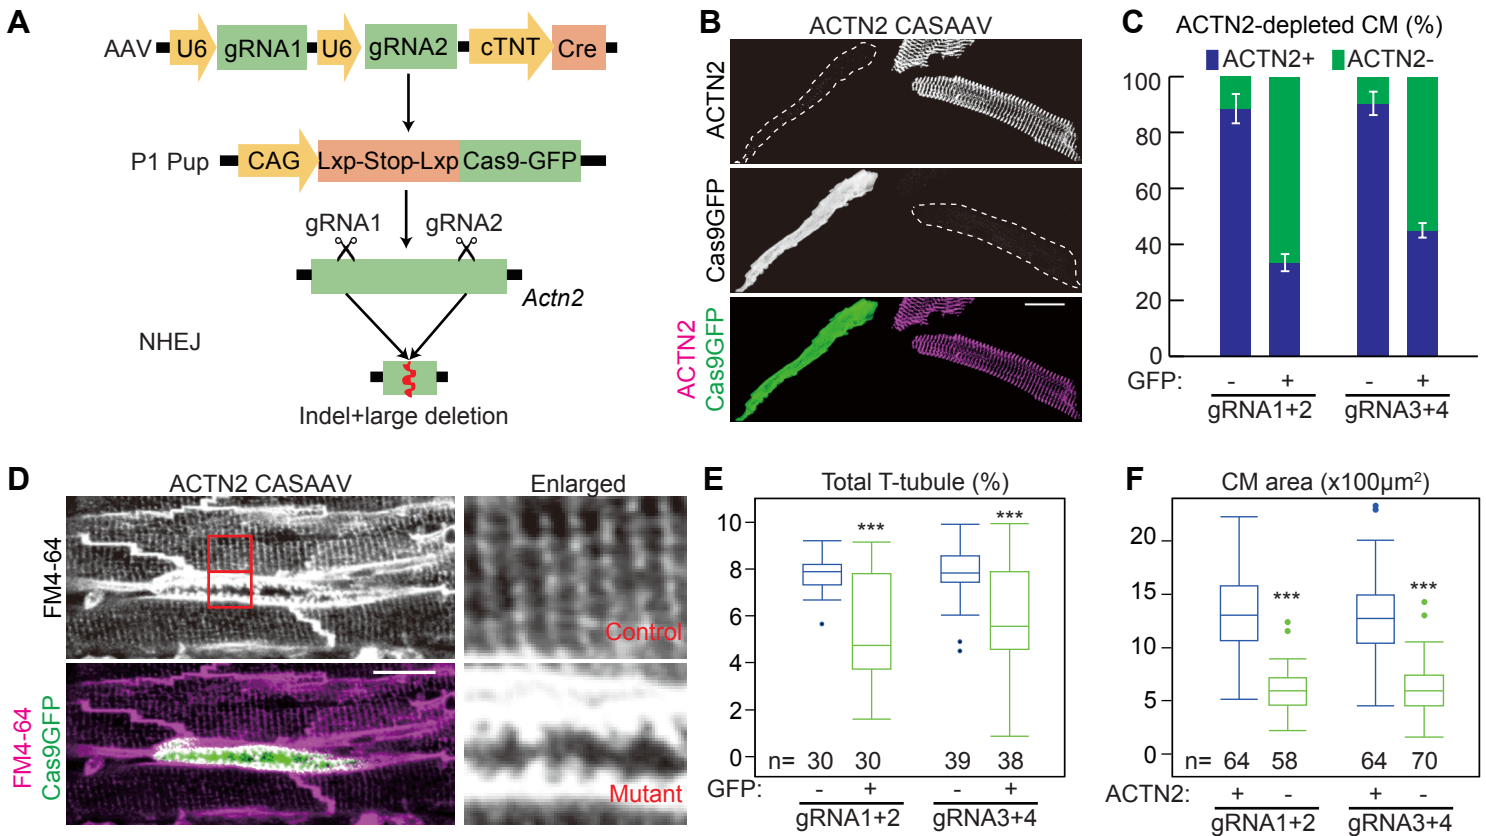 A
AAV U6 gRNA1 U6 gRNA2 cTNT Cre
P1 Pup CAG Lxp-Stop-Lxp Cas9-GFP
gRNA1 gRNA2
Actn2
NHEJ
Indel+large deletion
B
ACTN2 CASAAV
ACTN2
Cas9GFP
ACTN2
Cas9GFP
C
ACTN2-depleted CM (%)
ACTN2+ ACTN2-
100
80
60
40
20
0
GFP: - + - +
gRNA1+2 gRNA3+4
D
ACTN2 CASAAV Enlarged
FM4-64
Control
FM4-64
Cas9GFP
Mutant
E
Total T-tubule (%)
10
8
6
4
2
0
*** ***
n= 30 30 39 38
GFP: - + - +
gRNA1+2 gRNA3+4
F
CM area (x100µm²)
20
15
10
5
0
*** ***
n= 64 58 64 70
ACTN2: + - + -
gRNA1+2 gRNA3+4